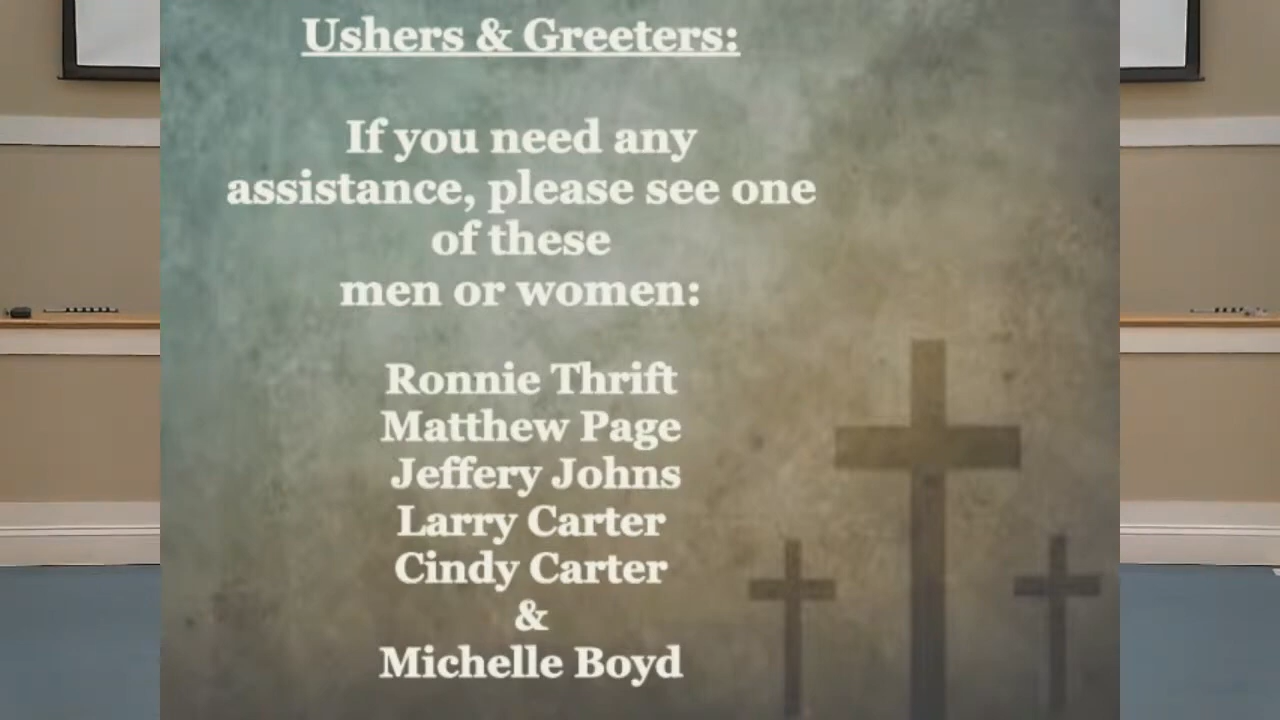 Ushers & Greeters:
If you need any
assistance, please see one
of these
men or women:
Ronnie Thrift
Matthew Page
Jeffery Johns
Larry Carter
Cindy Carter
&
Michelle Boyd